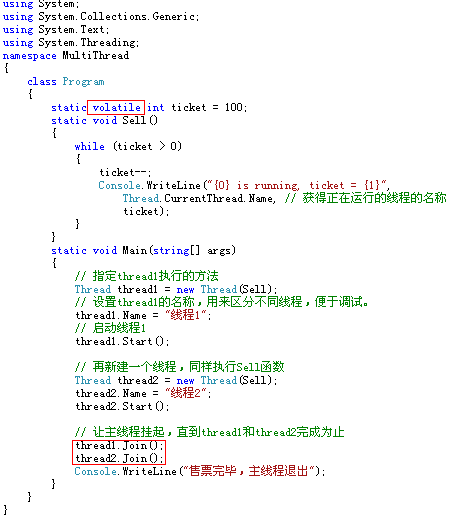 using System;
using System.Collections.Generic;
using System.Text;
using System.Threading;
namespace MultiThread
{
    class Program
    {
        static volatile int ticket = 100;
        static void Sell()
        {
            while (ticket > 0)
            {
                ticket--;
                Console.WriteLine("{0} is running, ticket = {1}",
                    Thread.CurrentThread.Name, // 获得正在运行的线程的名称
                    ticket);
            }
        }
        static void Main(string[] args)
        {
            // 指定thread1执行的方法
            Thread thread1 = new Thread(Sell);
            // 设置thread1的名称,用来区分不同线程,便于调试。
            thread1.Name = "线程1";
            // 启动线程1
            thread1.Start();

            // 再新建一个线程,同样执行Sell函数
            Thread thread2 = new Thread(Sell);
            thread2.Name = "线程2";
            thread2.Start();

            // 让主线程挂起,直到thread1和thread2完成为止
            thread1.Join();
            thread2.Join();
            Console.WriteLine("售票完毕,主线程退出");
        }
    }
}